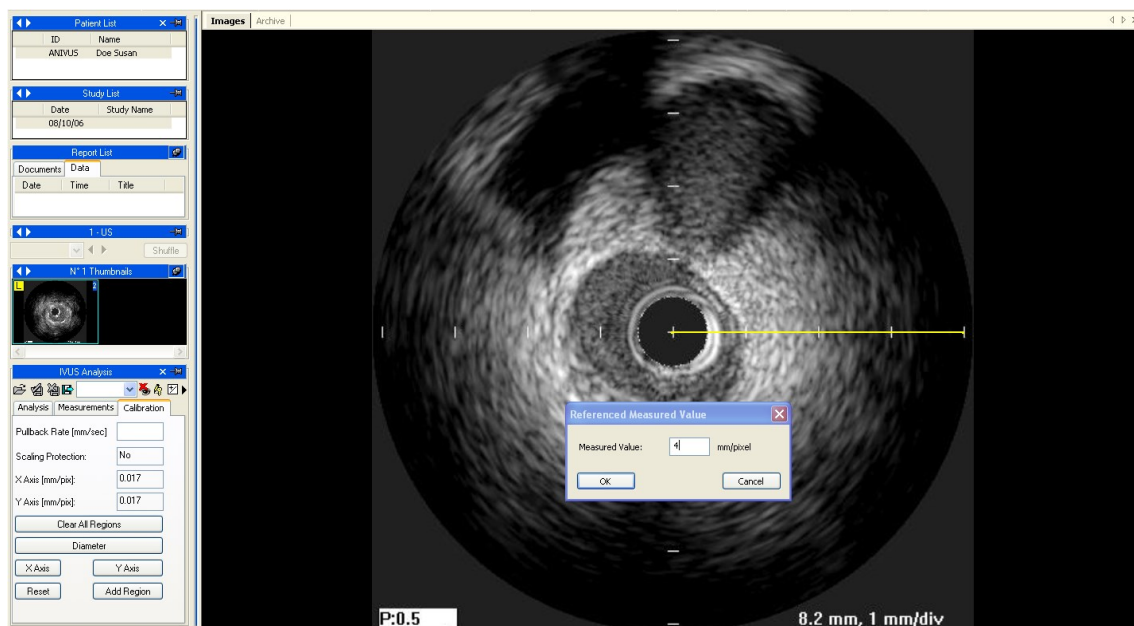 Patient List
ID Name
ANIVUS Doe Susan
Study List
Date Study Name
08/10/06
Report List
Documents Data
Date Time Title
1 - US
Shuffle
N° 1 Thumbnails
L 2
IVUS Analysis
Analysis Measurements Calibration
Pullback Rate [mm/sec]
Scaling Protection: No
X Axis [mm/pix]: 0.017
Y Axis [mm/pix]: 0.017
Clear All Regions
Diameter
X Axis Y Axis
Reset Add Region
Images Archive
Referenced Measured Value
Measured Value: 4 mm/pixel
OK Cancel
P:0.5 8.2 mm, 1 mm/div